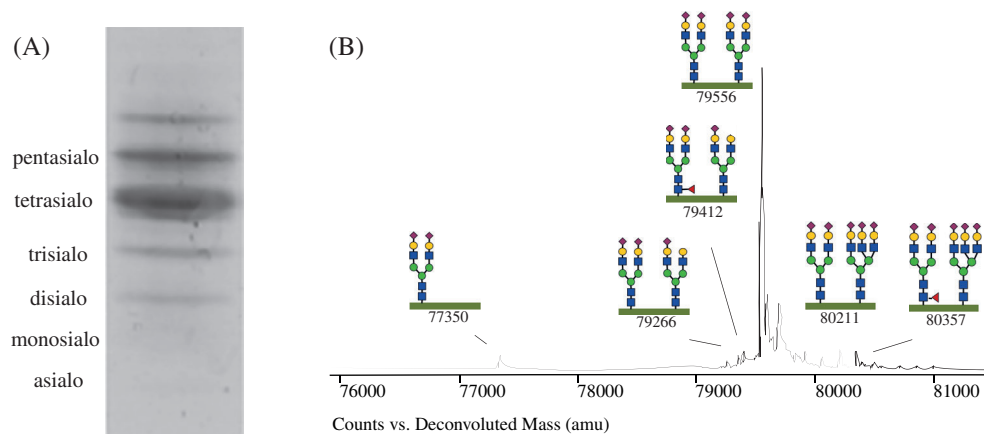 (A)
pentasialo
tetrasialo
trisialo
disialo
monosialo
asialo
(B)
79556
79412
77350
79266
80211
80357
76000 77000 78000 79000 80000 81000
Counts vs. Deconvoluted Mass (amu)